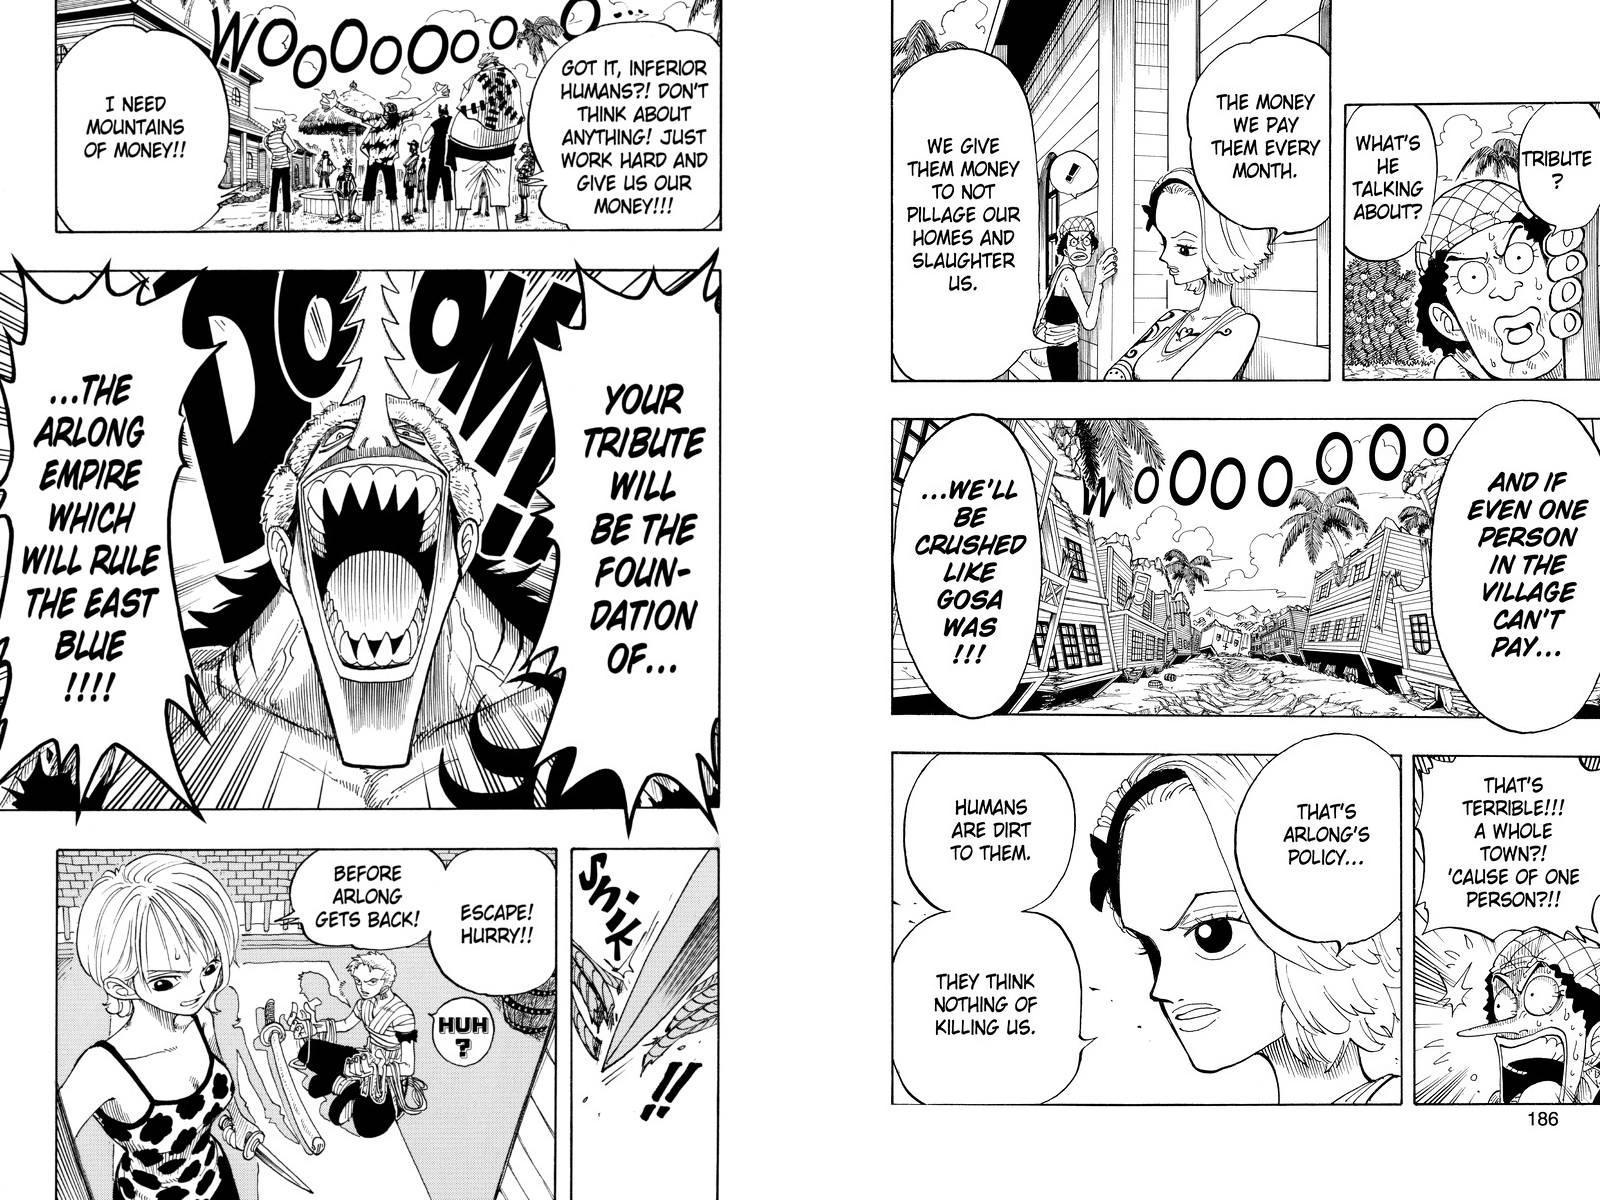 TRIBUTE
?
WHAT'S
HE
TALKING
ABOUT?
THE MONEY
WE PAY
THEM EVERY
MONTH.
!
WE GIVE
THEM MONEY
TO NOT
PILLAGE OUR
HOMES AND
SLAUGHTER
US.
AND IF
EVEN ONE
PERSON
IN THE
VILLAGE
CAN'T
PAY...
WOOOOOOO
...WE'LL
BE
CRUSHED
LIKE
GOSA
WAS
!!!
THAT'S
TERRIBLE!!!
A WHOLE
TOWN?!
'CAUSE OF ONE
PERSON?!!
THAT'S
ARLONG'S
POLICY...
HUMANS
ARE DIRT
TO THEM.
THEY THINK
NOTHING OF
KILLING US.
186
GOT IT, INFERIOR
HUMANS?! DON'T
THINK ABOUT
ANYTHING! JUST
WORK HARD AND
GIVE US OUR
MONEY!!!
WOOOOOOOO
I NEED
MOUNTAINS
OF MONEY!!
YOUR
TRIBUTE
WILL
BE THE
FOUN-
DATION
OF...
DOOOM!!
...THE
ARLONG
EMPIRE
WHICH
WILL RULE
THE EAST
BLUE
!!!!
Shik
!!
ESCAPE!
HURRY!!
BEFORE
ARLONG
GETS BACK!
HUH
?